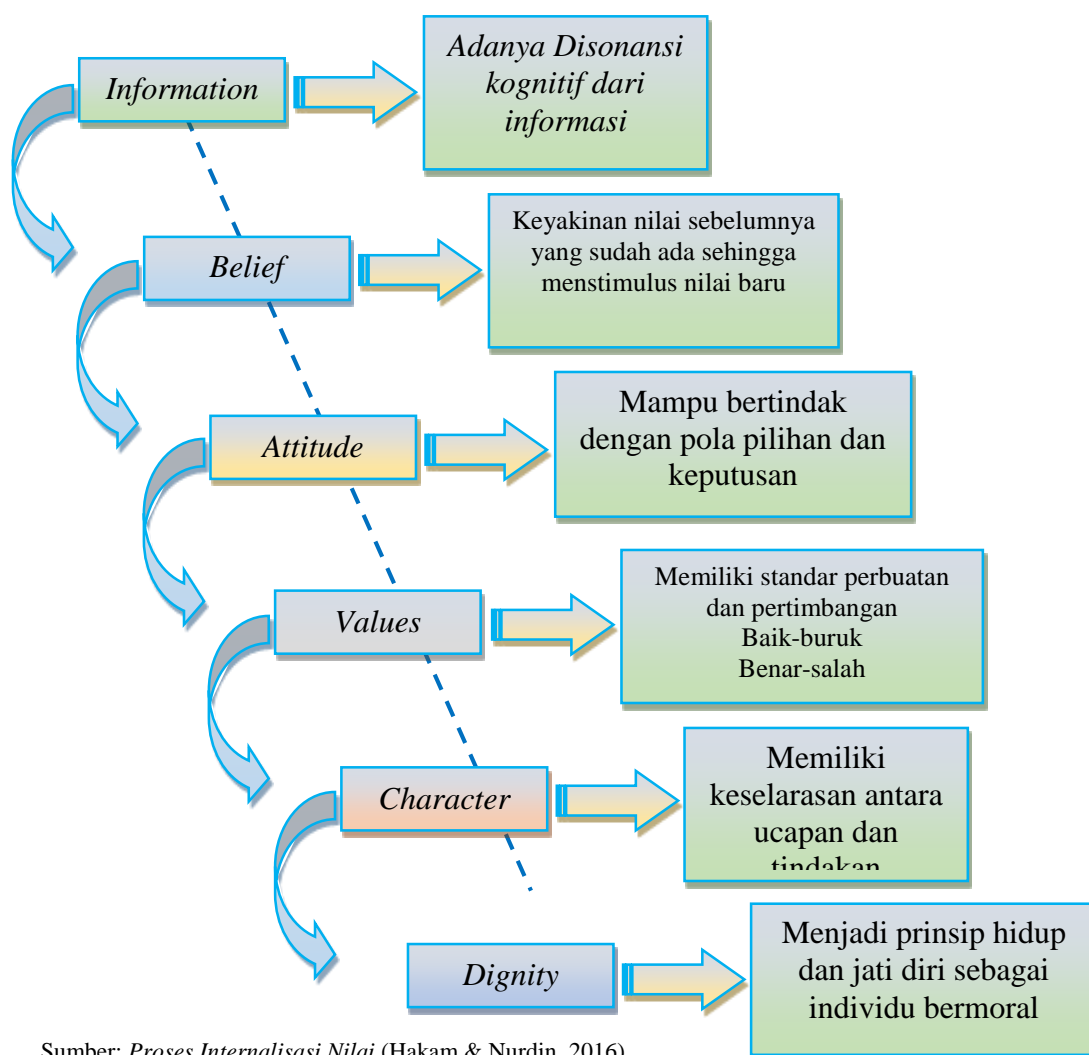 Information
Adanya Disonansi
kognitif dari
informasi
Belief
Keyakinan nilai sebelumnya
yang sudah ada sehingga
menstimulus nilai baru
Attitude
Mampu bertindak
dengan pola pilihan dan
keputusan
Values
Memiliki standar perbuatan
dan pertimbangan
Baik-buruk
Benar-salah
Character
Memiliki
keselarasan antara
ucapan dan
tindakan
Dignity
Menjadi prinsip hidup
dan jati diri sebagai
individu bermoral
Sumber: Proses Internalisasi Nilai (Hakam & Nurdin, 2016)